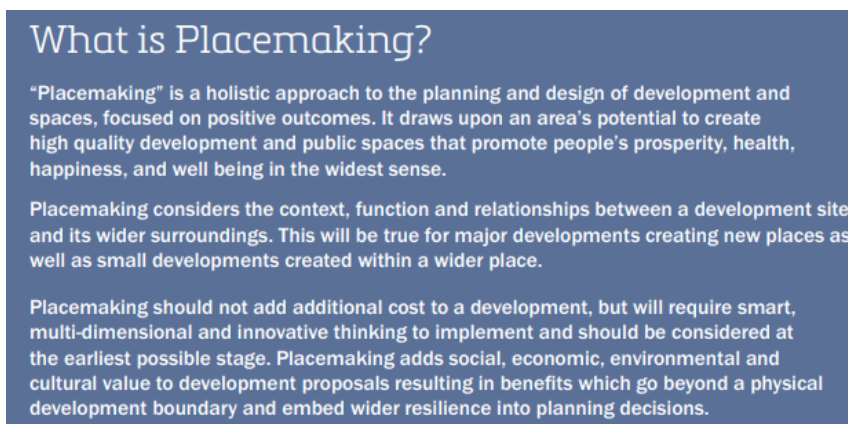 What is Placemaking?
“Placemaking” is a holistic approach to the planning and design of development and
spaces, focused on positive outcomes. It draws upon an area’s potential to create
high quality development and public spaces that promote people’s prosperity, health,
happiness, and well being in the widest sense.
Placemaking considers the context, function and relationships between a development site
and its wider surroundings. This will be true for major developments creating new places as
well as small developments created within a wider place.
Placemaking should not add additional cost to a development, but will require smart,
multi-dimensional and innovative thinking to implement and should be considered at
the earliest possible stage. Placemaking adds social, economic, environmental and
cultural value to development proposals resulting in benefits which go beyond a physical
development boundary and embed wider resilience into planning decisions.